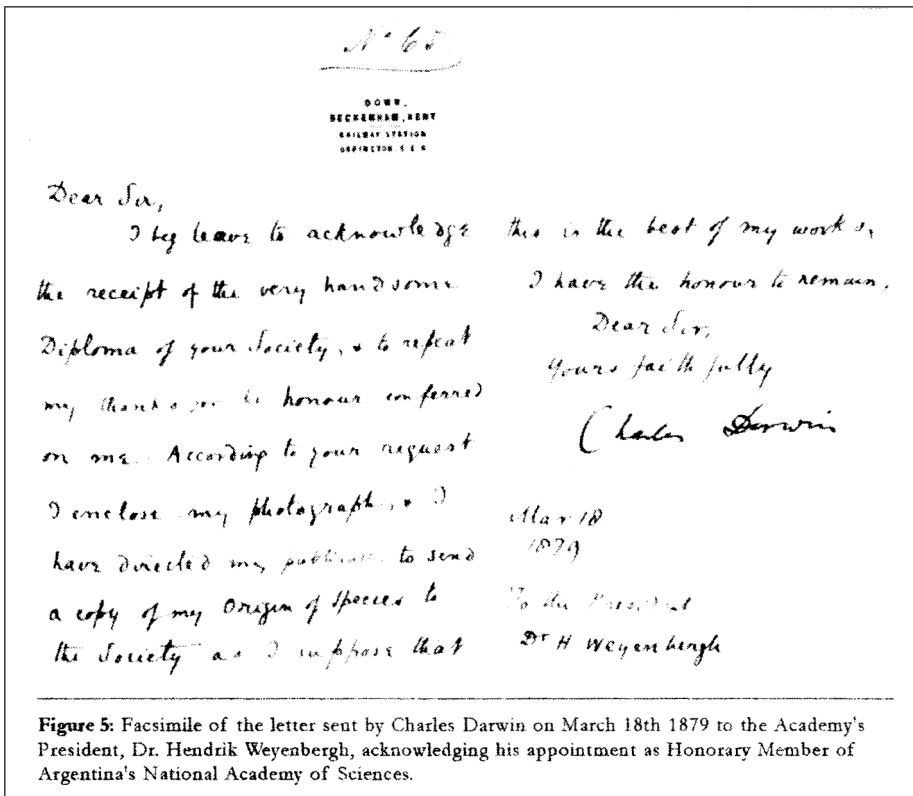 No 65
DOWN,
BECKENHAM, KENT
RAILWAY STATION
ORPINGTON. S.E.R.
Dear Sir,
I beg leave to acknowledge
the receipt of the very handsome
Diploma of your Society, & to repeat
my thanks for the honour conferred
on me. According to your request
I enclose my photograph, & I
have directed my publisher to send
a copy of my Origin of Species to
the Society as I suppose that
this is the best of my works.
I have the honour to remain,
Dear Sir,
Yours faithfully
Charles Darwin
Mar 18
1879
To the President
Dr H Weyenbergh
Figure 5: Facsimile of the letter sent by Charles Darwin on March 18th 1879 to the Academy's
President, Dr. Hendrik Weyenbergh, acknowledging his appointment as Honorary Member of
Argentina's National Academy of Sciences.